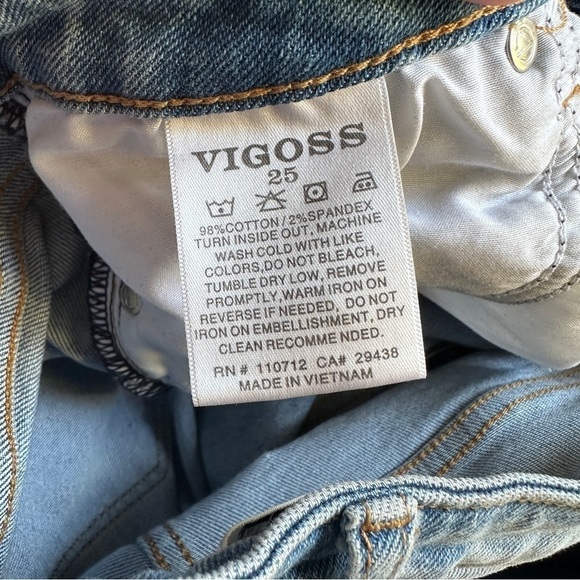 VIGOSS
25
98%COTTON/2%SPANDEX
TURN INSIDE OUT, MACHINE
WASH COLD WITH LIKE
COLORS,DO NOT BLEACH,
TUMBLE DRY LOW, REMOVE
PROMPTLY,WARM IRON ON
REVERSE IF NEEDED, DO NOT
IRON ON EMBELLISHMENT, DRY
CLEAN RECOMME NDED.
RN # 110712 CA# 29438
MADE IN VIETNAM